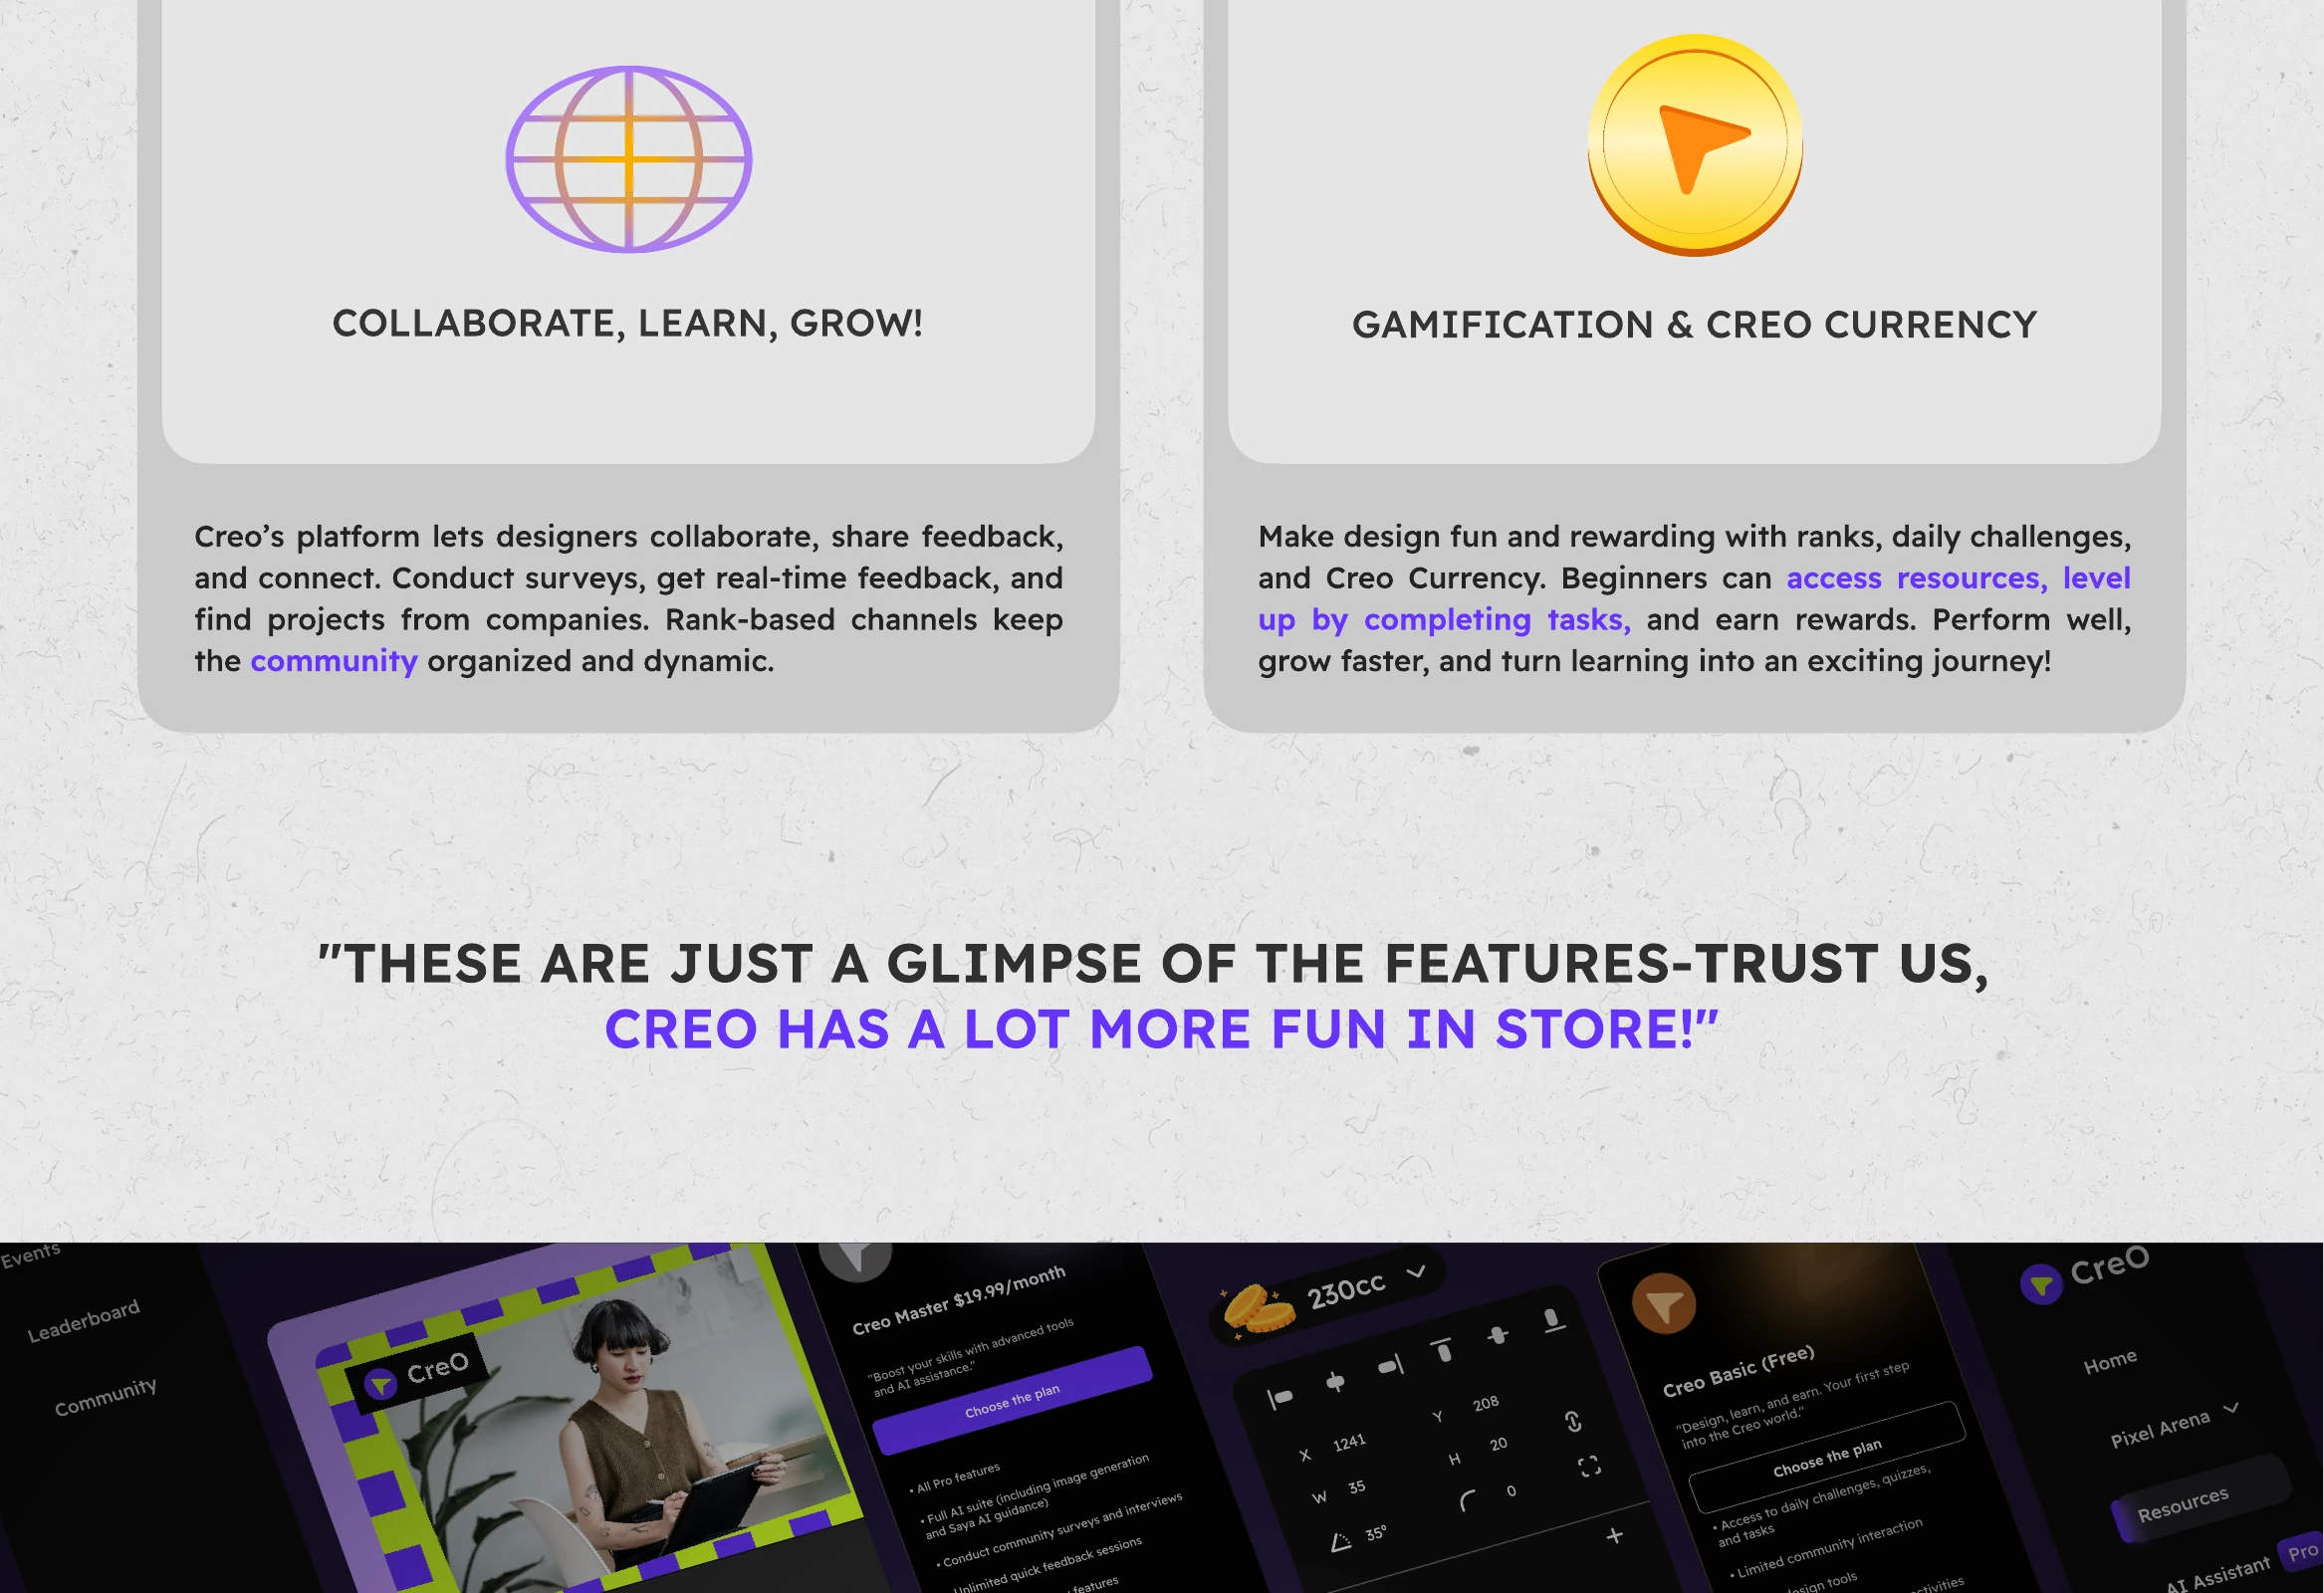 COLLABORATE, LEARN, GROW!
Creo’s platform lets designers collaborate, share feedback,
and connect. Conduct surveys, get real-time feedback, and
find projects from companies. Rank-based channels keep
the community organized and dynamic.
GAMIFICATION & CREO CURRENCY
Make design fun and rewarding with ranks, daily challenges,
and Creo Currency. Beginners can access resources, level
up by completing tasks, and earn rewards. Perform well,
grow faster, and turn learning into an exciting journey!
"THESE ARE JUST A GLIMPSE OF THE FEATURES-TRUST US,
CREO HAS A LOT MORE FUN IN STORE!"
Events
Leaderboard
Community
CreO
Creo Master $19.99/month
"Boost your skills with advanced tools
and AI assistance."
Choose the plan
• All Pro features
• Full AI suite (including image generation
and Saya AI guidance)
• Conduct community surveys and interviews
Unlimited quick feedback sessions
features
230cc
X 1241
Y 208
W 35
H 20
35°
0
Creo Basic (Free)
"Design, learn, and earn. Your first step
into the Creo world."
Choose the plan
• Access to daily challenges, quizzes,
and tasks
• Limited community interaction
tools
CreO
Home
Pixel Arena
Resources
AI Assistant Pro